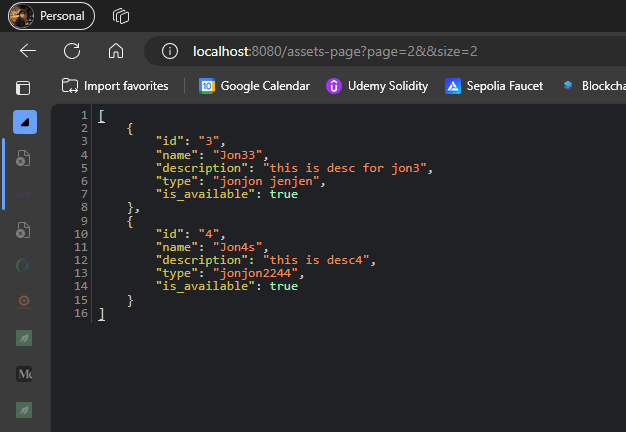 Personal
localhost:8080/assets-page?page=2&&size=2
Import favorites
Google Calendar
Udemy Solidity
Sepolia Faucet
Blockcha
1 [
2 {
3 "id": "3",
4 "name": "Jon33",
5 "description": "this is desc for jon3",
6 "type": "jonjon jenjen",
7 "is_available": true
8 },
9 {
10 "id": "4",
11 "name": "Jon4s",
12 "description": "this is desc4",
13 "type": "jonjon2244",
14 "is_available": true
15 }
16 ]